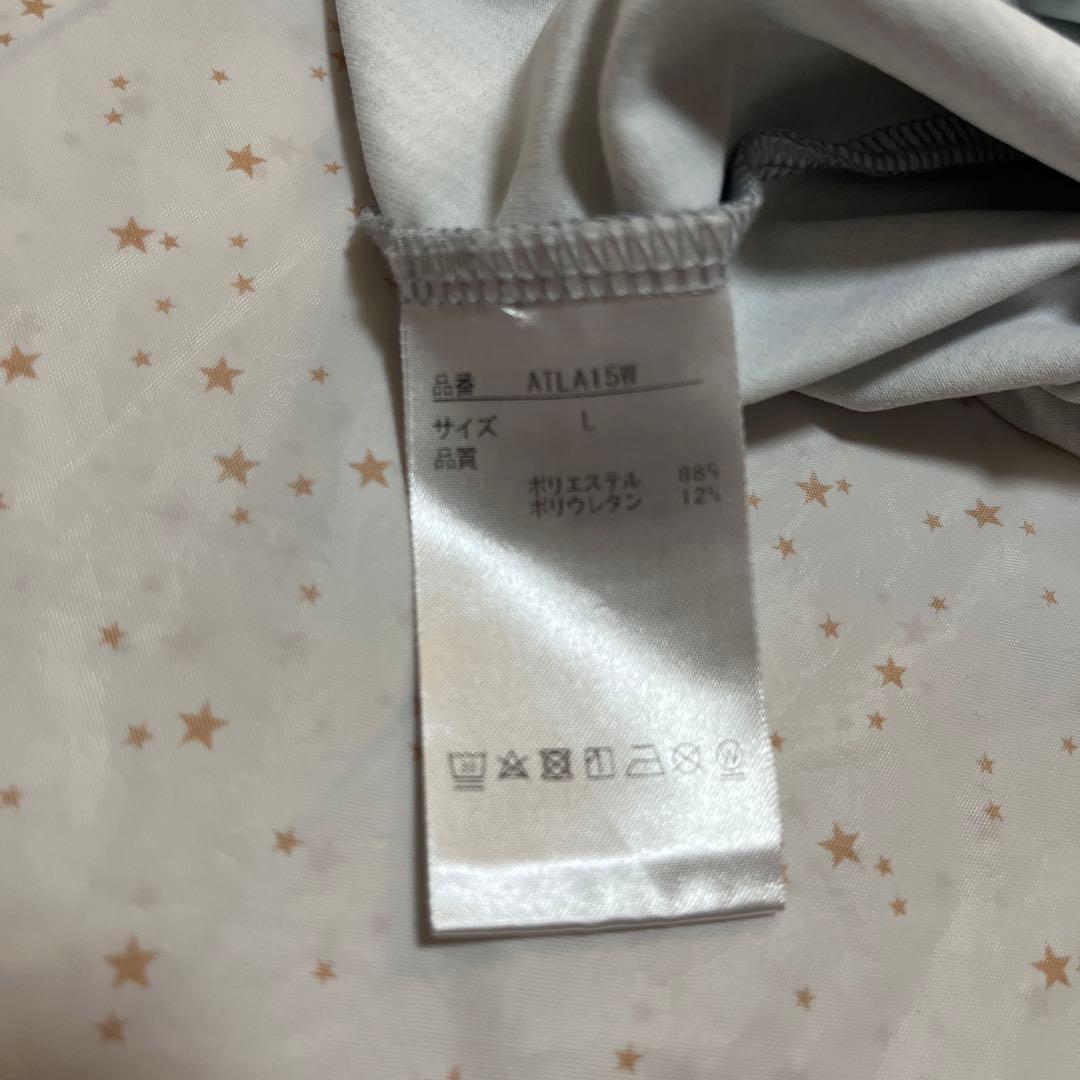 品番 ATLA15W
サイズ L
品質
ポリエステル 88%
ポリウレタン 12%